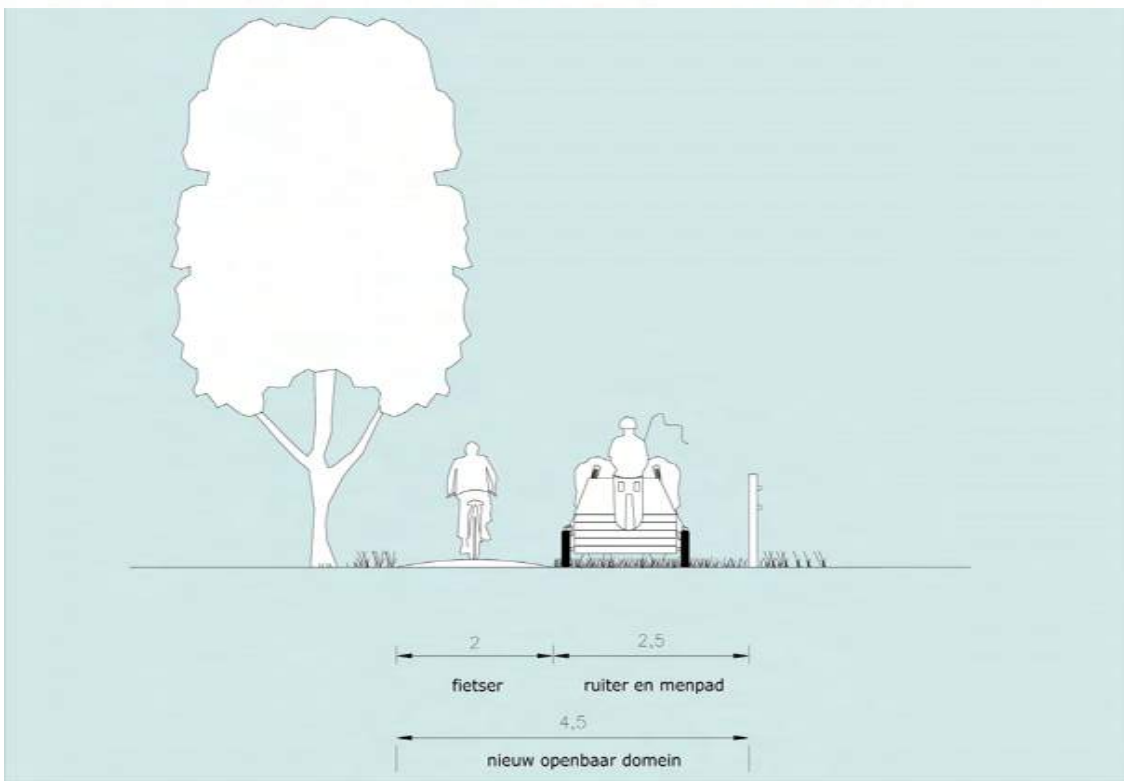 2 2,5
fietser ruiter en menpad
4,5
nieuw openbaar domein